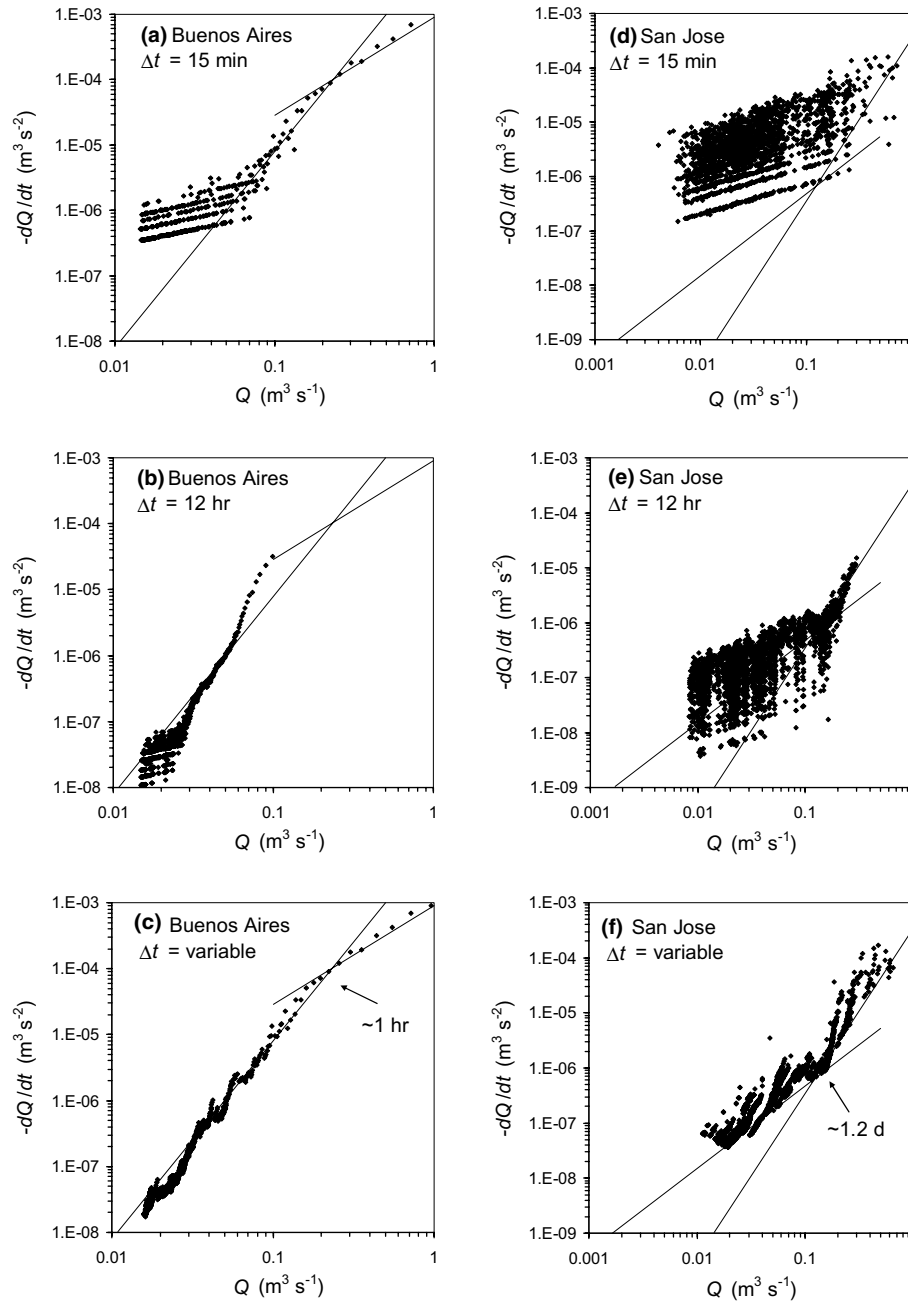 (a) Buenos Aires
Δt = 15 min
1.E-03
1.E-04
1.E-05
1.E-06
1.E-07
1.E-08
-dQ/dt (m³ s⁻²)
0.01 0.1 1
Q (m³ s⁻¹)
(d) San Jose
Δt = 15 min
1.E-03
1.E-04
1.E-05
1.E-06
1.E-07
1.E-08
1.E-09
-dQ/dt (m³ s⁻²)
0.001 0.01 0.1
Q (m³ s⁻¹)
(b) Buenos Aires
Δt = 12 hr
1.E-03
1.E-04
1.E-05
1.E-06
1.E-07
1.E-08
-dQ/dt (m³ s⁻²)
0.01 0.1 1
Q (m³ s⁻¹)
(e) San Jose
Δt = 12 hr
1.E-03
1.E-04
1.E-05
1.E-06
1.E-07
1.E-08
1.E-09
-dQ/dt (m³ s⁻²)
0.001 0.01 0.1
Q (m³ s⁻¹)
(c) Buenos Aires
Δt = variable
~1 hr
1.E-03
1.E-04
1.E-05
1.E-06
1.E-07
1.E-08
-dQ/dt (m³ s⁻²)
0.01 0.1 1
Q (m³ s⁻¹)
(f) San Jose
Δt = variable
~1.2 d
1.E-03
1.E-04
1.E-05
1.E-06
1.E-07
1.E-08
1.E-09
-dQ/dt (m³ s⁻²)
0.001 0.01 0.1
Q (m³ s⁻¹)